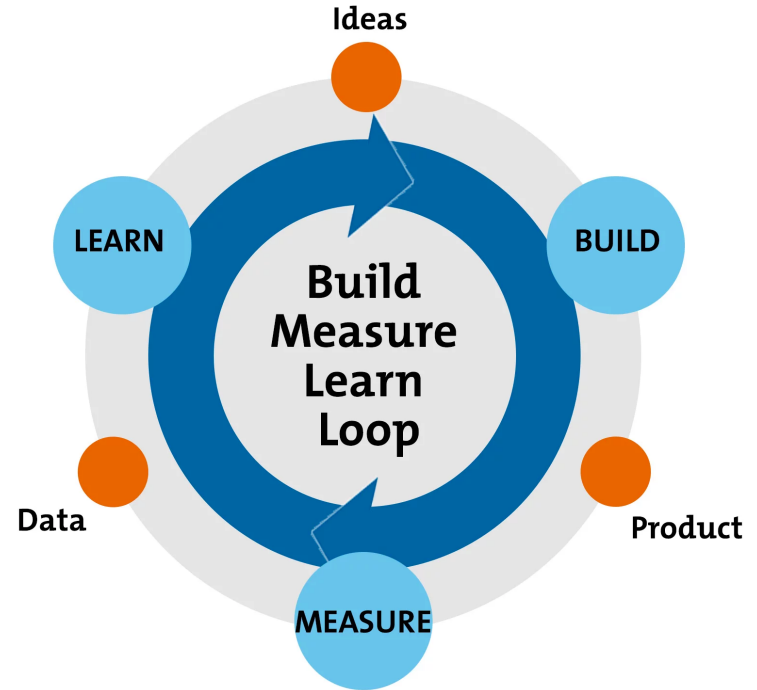 Ideas
LEARN
BUILD
Build
Measure
Learn
Loop
Data
Product
MEASURE